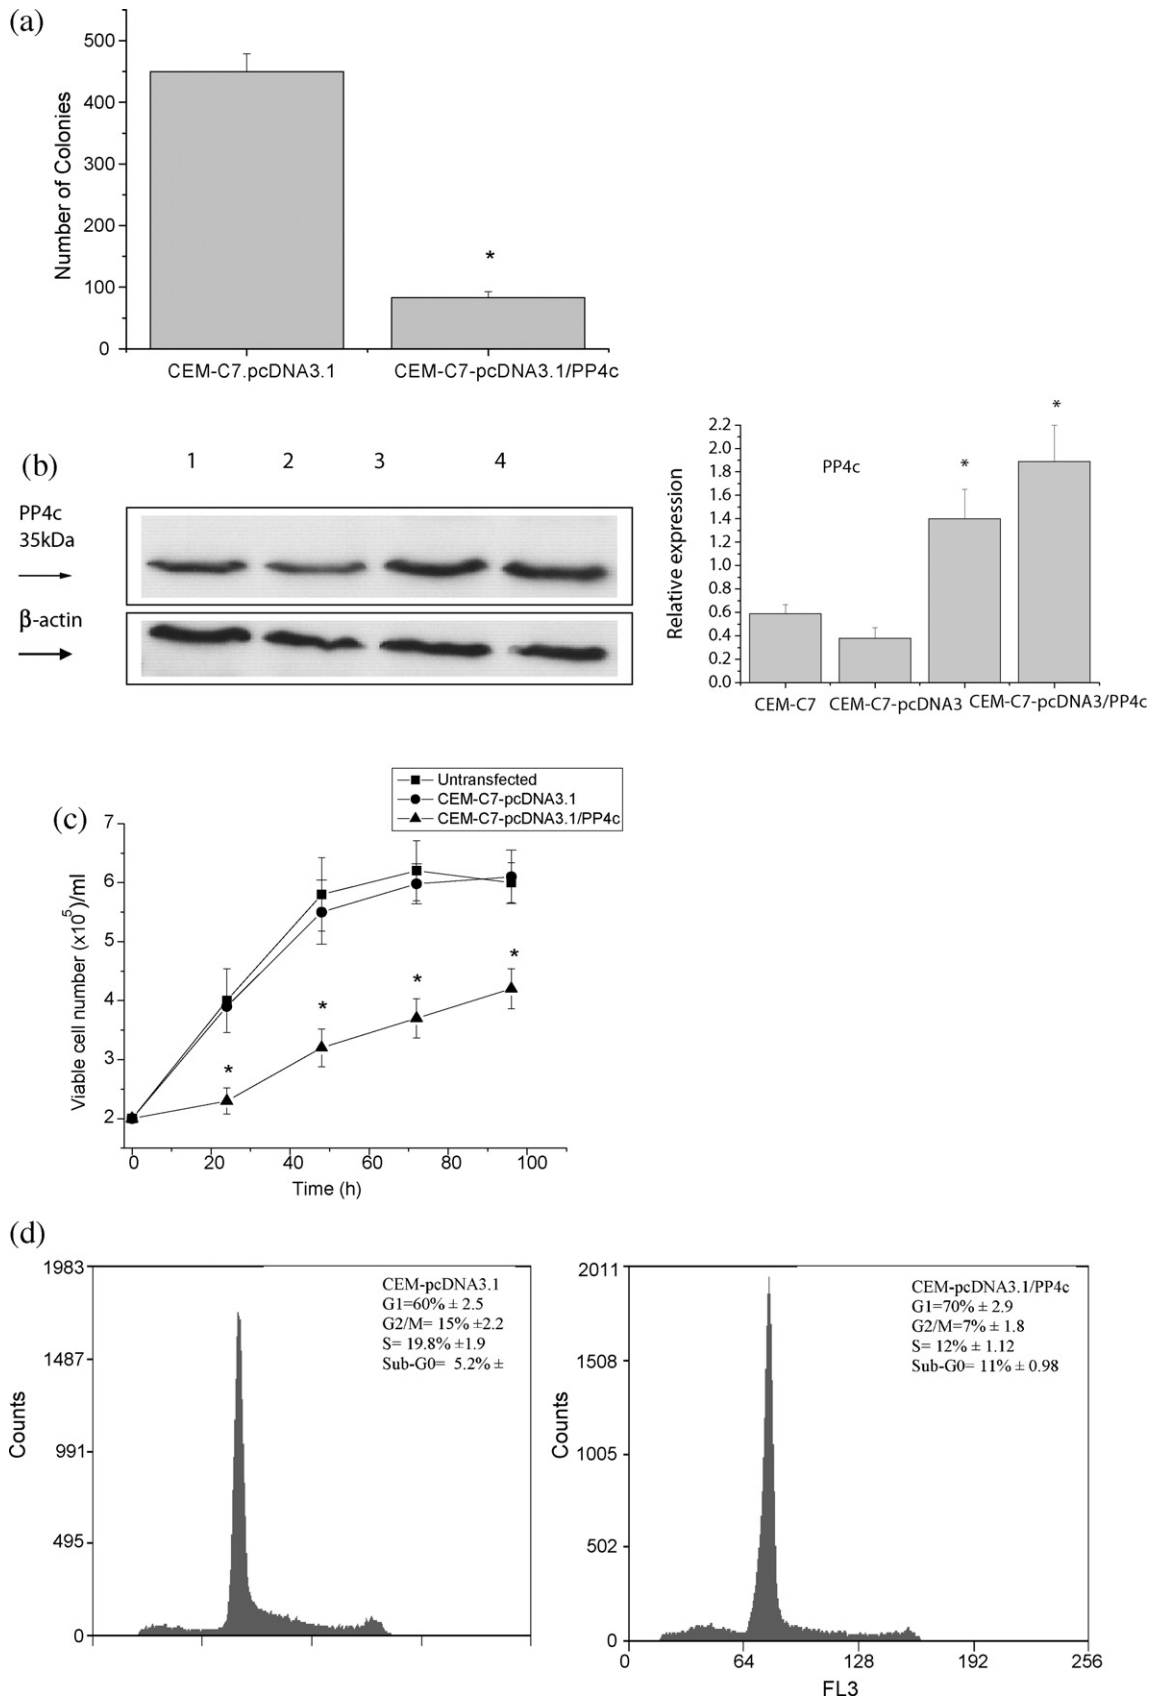 (a)
500
400
300
200
100
0
Number of Colonies
*
CEM-C7.pcDNA3.1
CEM-C7-pcDNA3.1/PP4c
(b)
1 2 3 4
PP4c
35kDa
β-actin
2.2
2.0
1.8
1.6
1.4
1.2
1.0
0.8
0.6
0.4
0.2
0.0
Relative expression
PP4c
*
*
CEM-C7 CEM-C7-pcDNA3 CEM-C7-pcDNA3/PP4c
(c)
Untransfected
CEM-C7-pcDNA3.1
CEM-C7-pcDNA3.1/PP4c
7
6
5
4
3
2
Viable cell number (x10⁵)/ml
*
*
*
*
0 20 40 60 80 100
Time (h)
(d)
1983
1487
991
495
0
Counts
CEM-pcDNA3.1
G1=60% ± 2.5
G2/M= 15% ±2.2
S= 19.8% ±1.9
Sub-G0= 5.2% ±
2011
1508
1005
502
0
Counts
CEM-pcDNA3.1/PP4c
G1=70% ± 2.9
G2/M=7% ± 1.8
S= 12% ± 1.12
Sub-G0= 11% ± 0.98
0 64 128 192 256
FL3